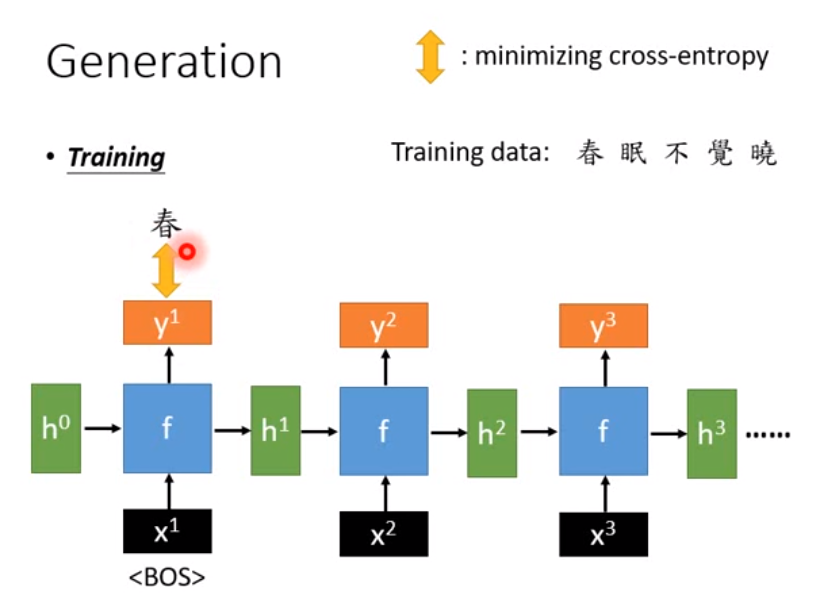 Generation
: minimizing cross-entropy
• Training
Training data: 春 眠 不 覺 曉
春
y¹ y² y³
h⁰ f h¹ f h² f h³ ……
x¹ x² x³
<BOS>